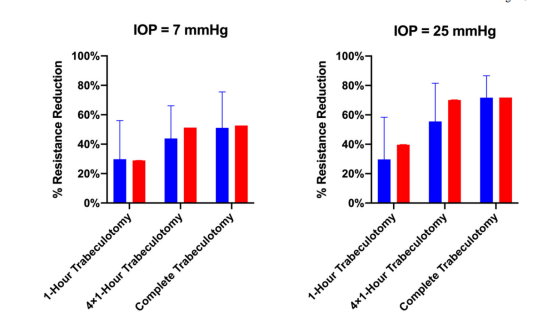 IOP = 7 mmHg
% Resistance Reduction
100%
80%
60%
40%
20%
0%
1-Hour Trabeculotomy
4×1-Hour Trabeculotomy
Complete Trabeculotomy
IOP = 25 mmHg
% Resistance Reduction
100%
80%
60%
40%
20%
0%
1-Hour Trabeculotomy
4×1-Hour Trabeculotomy
Complete Trabeculotomy